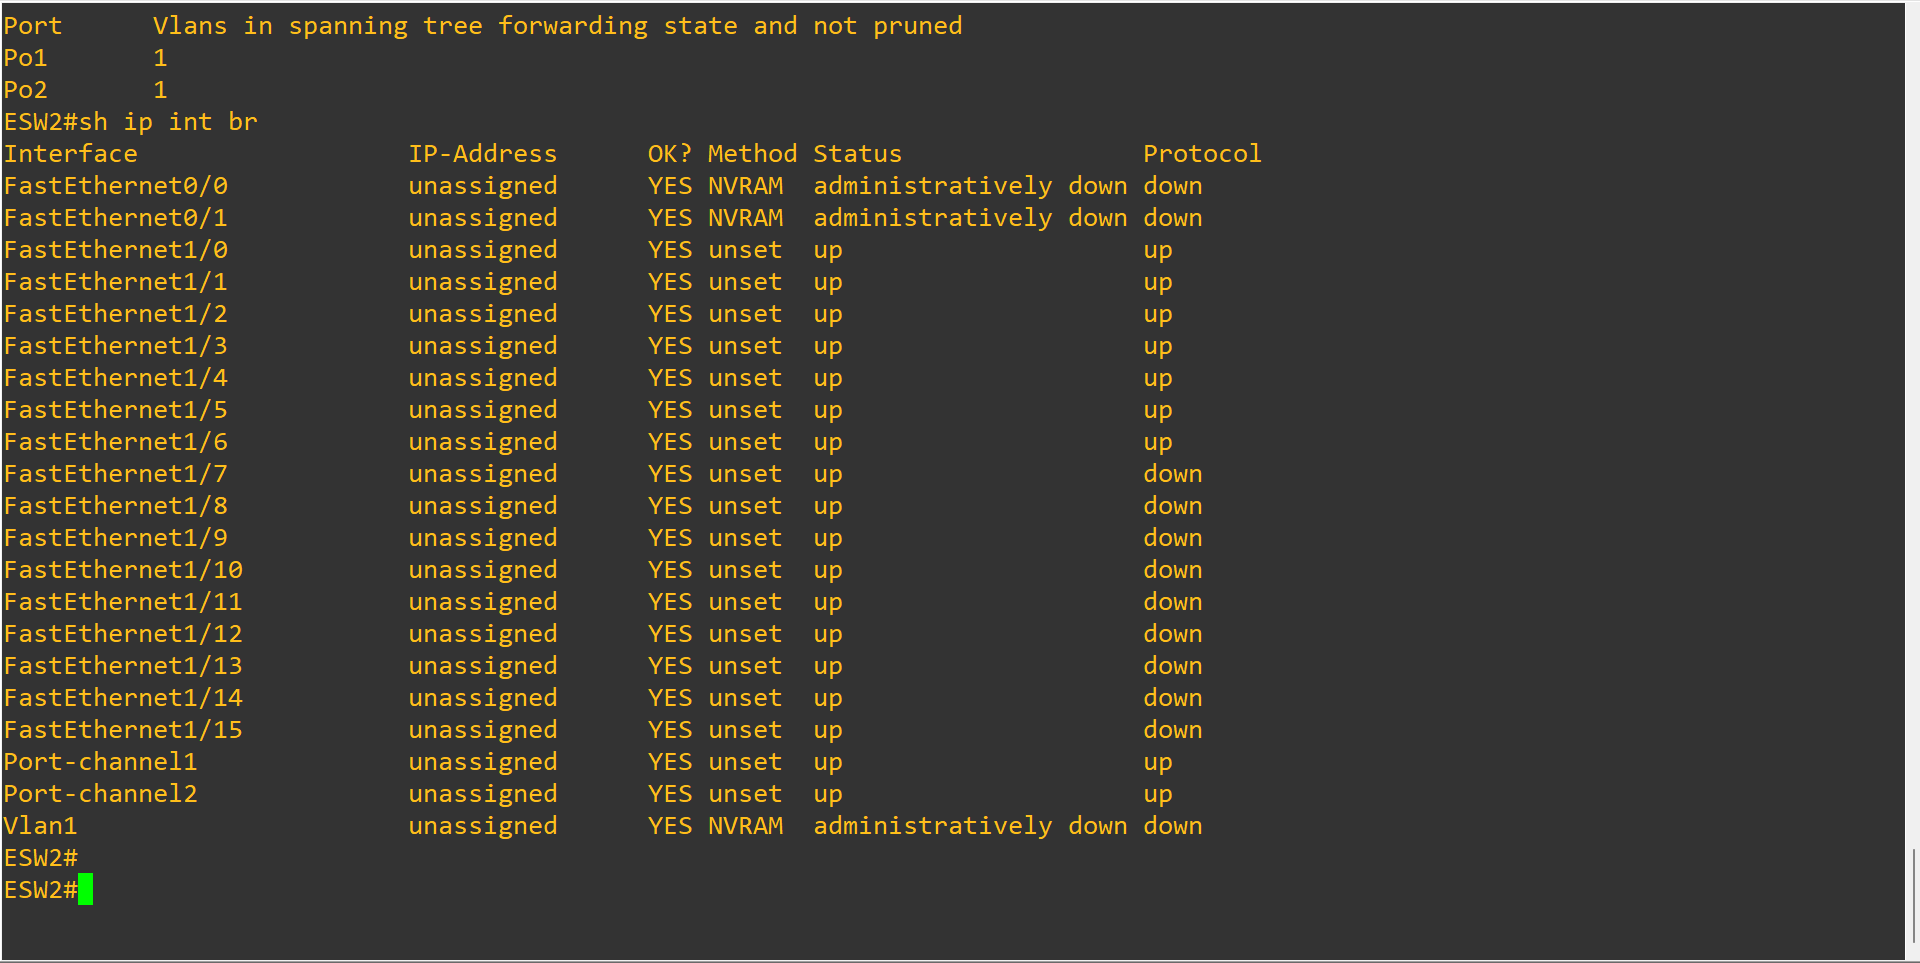 Port      Vlans in spanning tree forwarding state and not pruned
Po1       1
Po2       1
ESW2#sh ip int br
Interface                  IP-Address      OK? Method Status                Protocol
FastEthernet0/0            unassigned      YES NVRAM  administratively down down
FastEthernet0/1            unassigned      YES NVRAM  administratively down down
FastEthernet1/0            unassigned      YES unset  up                    up
FastEthernet1/1            unassigned      YES unset  up                    up
FastEthernet1/2            unassigned      YES unset  up                    up
FastEthernet1/3            unassigned      YES unset  up                    up
FastEthernet1/4            unassigned      YES unset  up                    up
FastEthernet1/5            unassigned      YES unset  up                    up
FastEthernet1/6            unassigned      YES unset  up                    up
FastEthernet1/7            unassigned      YES unset  up                    down
FastEthernet1/8            unassigned      YES unset  up                    down
FastEthernet1/9            unassigned      YES unset  up                    down
FastEthernet1/10           unassigned      YES unset  up                    down
FastEthernet1/11           unassigned      YES unset  up                    down
FastEthernet1/12           unassigned      YES unset  up                    down
FastEthernet1/13           unassigned      YES unset  up                    down
FastEthernet1/14           unassigned      YES unset  up                    down
FastEthernet1/15           unassigned      YES unset  up                    down
Port-channel1              unassigned      YES unset  up                    up
Port-channel2              unassigned      YES unset  up                    up
Vlan1                      unassigned      YES NVRAM  administratively down down
ESW2#
ESW2#